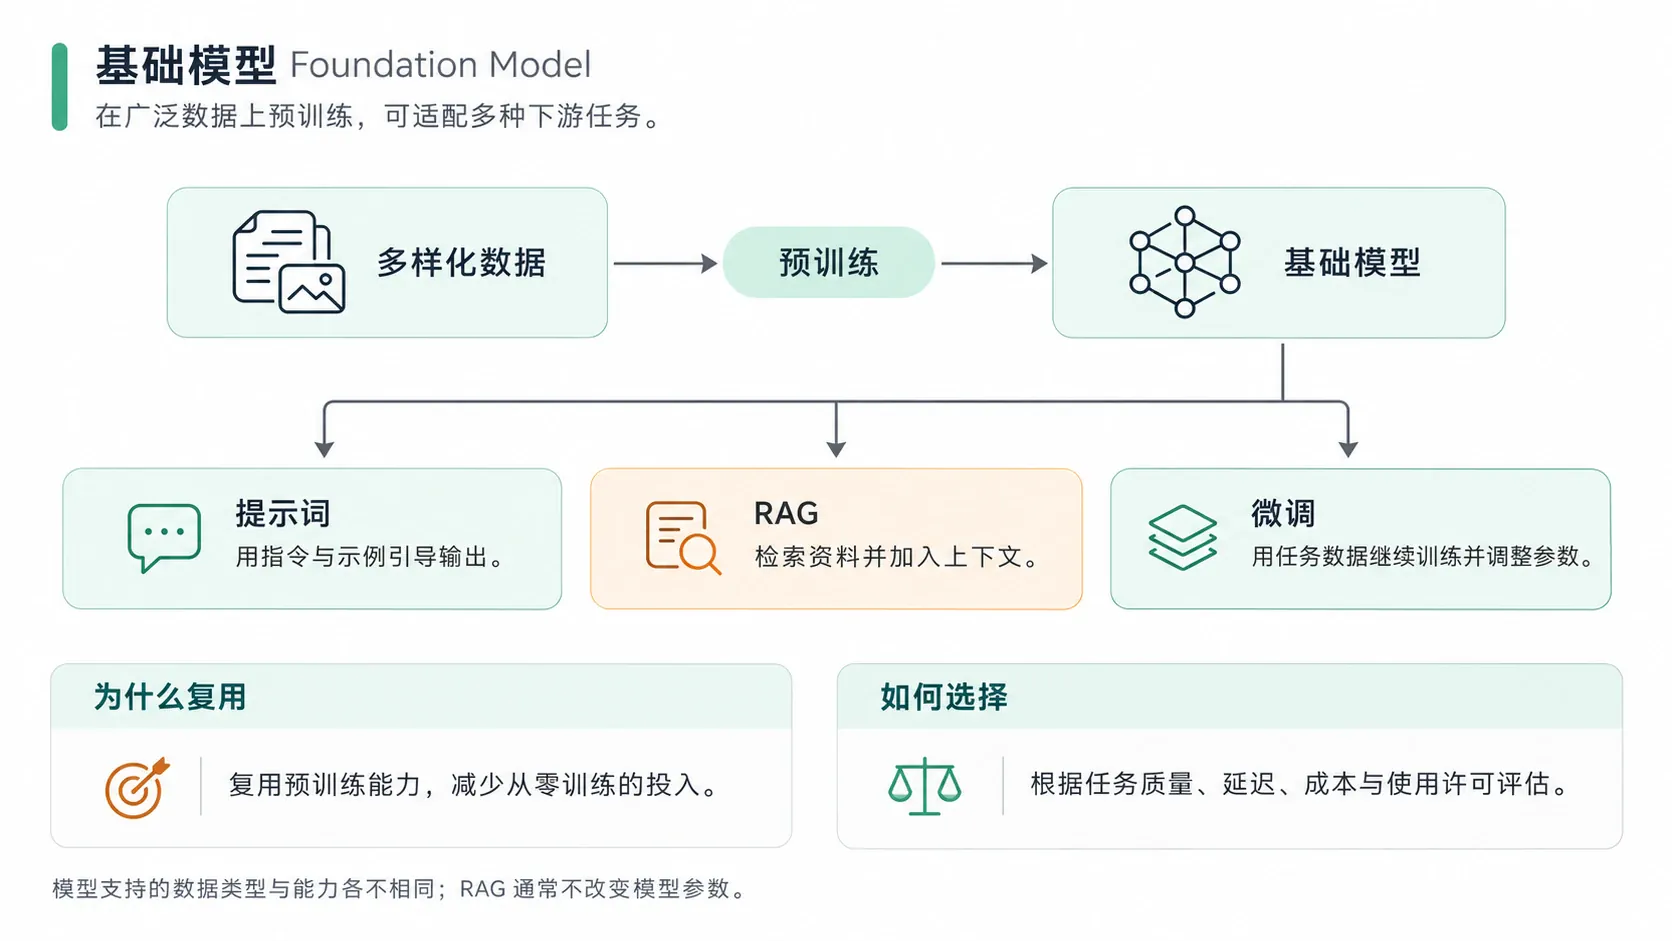 基础模型 Foundation Model
在广泛数据上预训练，可适配多种下游任务。
多样化数据
预训练
基础模型
提示词
用指令与示例引导输出。
RAG
检索资料并加入上下文。
微调
用任务数据继续训练并调整参数。
为什么复用
复用预训练能力，减少从零训练的投入。
如何选择
根据任务质量、延迟、成本与使用许可评估。
模型支持的数据类型与能力各不相同；RAG 通常不改变模型参数。